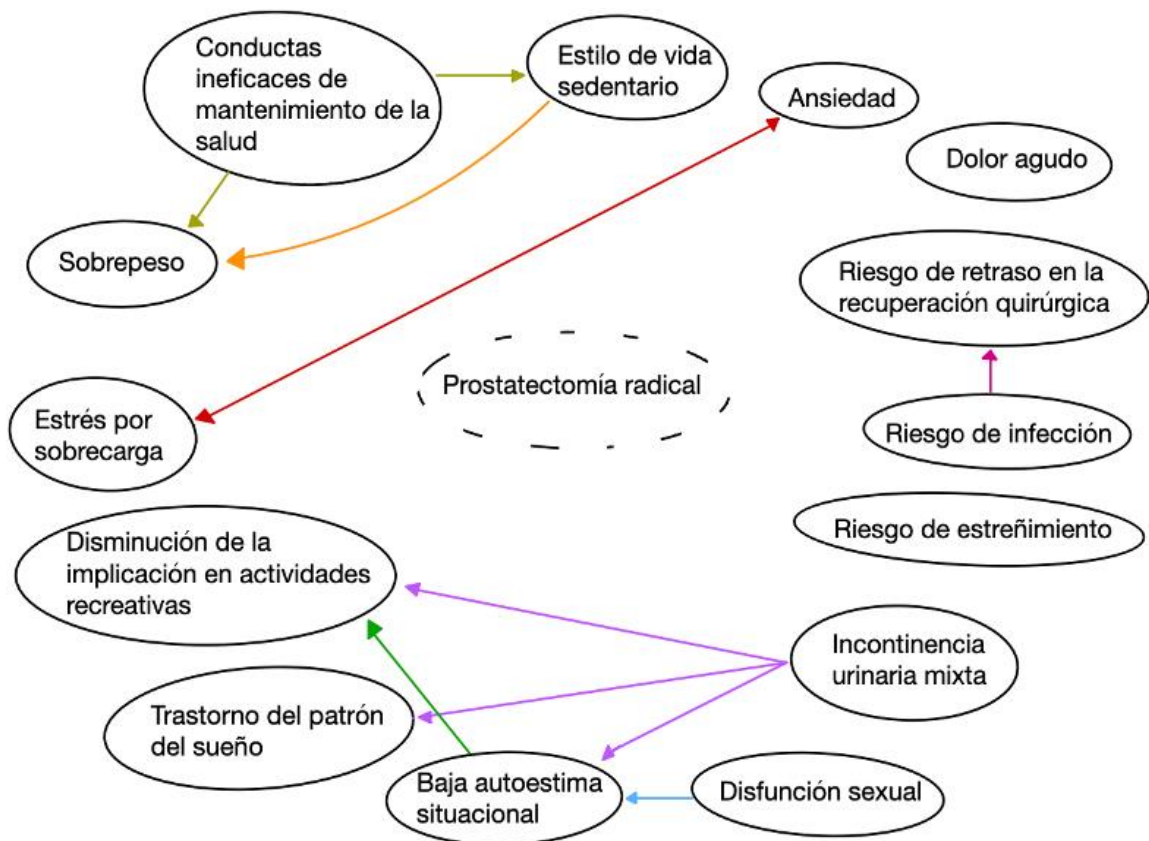 Conductas
ineficaces de
mantenimiento de la
salud
Estilo de vida
sedentario
Ansiedad
Dolor agudo
Sobrepeso
Riesgo de retraso en la
recuperación quirúrgica
Prostatectomía radical
Estrés por
sobrecarga
Riesgo de infección
Riesgo de estreñimiento
Disminución de la
implicación en actividades
recreativas
Incontinencia
urinaria mixta
Trastorno del patrón
del sueño
Baja autoestima
situacional
Disfunción sexual